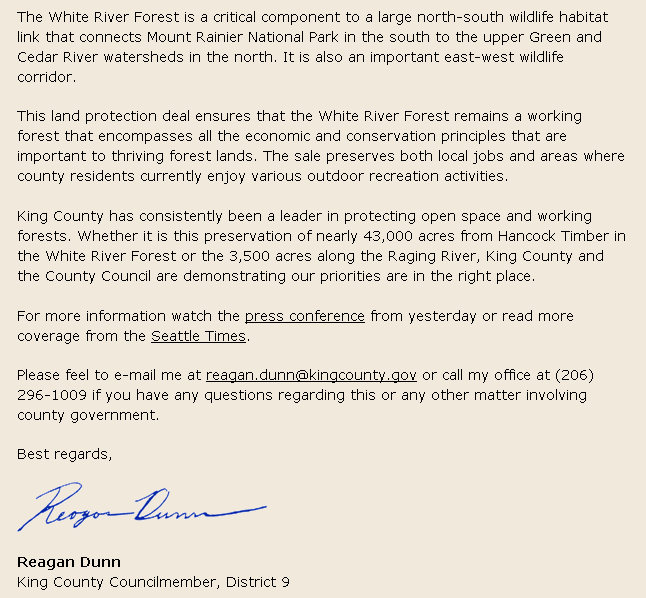 The White River Forest is a critical component to a large north-south wildlife habitat
link that connects Mount Rainier National Park in the south to the upper Green and
Cedar River watersheds in the north. It is also an important east-west wildlife
corridor.
This land protection deal ensures that the White River Forest remains a working
forest that encompasses all the economic and conservation principles that are
important to thriving forest lands. The sale preserves both local jobs and areas where
county residents currently enjoy various outdoor recreation activities.
King County has consistently been a leader in protecting open space and working
forests. Whether it is this preservation of nearly 43,000 acres from Hancock Timber in
the White River Forest or the 3,500 acres along the Raging River, King County and
the County Council are demonstrating our priorities are in the right place.
For more information watch the press conference from yesterday or read more
coverage from the Seattle Times.
Please feel to e-mail me at reagan.dunn@kingcounty.gov or call my office at (206)
296-1009 if you have any questions regarding this or any other matter involving
county government.
Best regards,
Reagan Dunn
Reagan Dunn
King County Councilmember, District 9